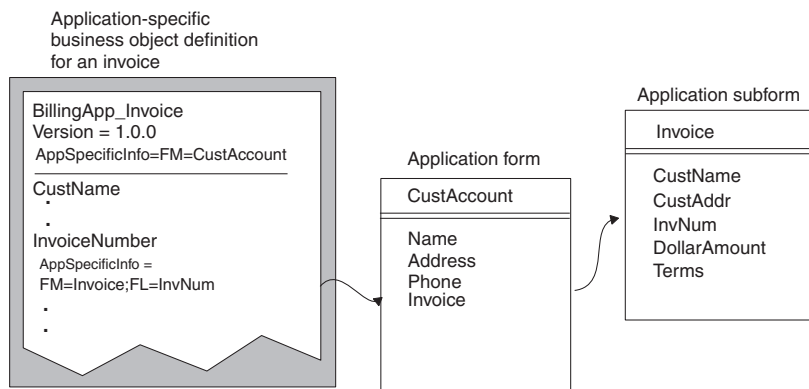 Application-specific
business object definition
for an invoice
BillingApp_Invoice
Version = 1.0.0
AppSpecificInfo=FM=CustAccount
CustName
.
.
InvoiceNumber
AppSpecificInfo =
FM=Invoice;FL=InvNum
.
.
Application form
CustAccount
Name
Address
Phone
Invoice
Application subform
Invoice
CustName
CustAddr
InvNum
DollarAmount
Terms